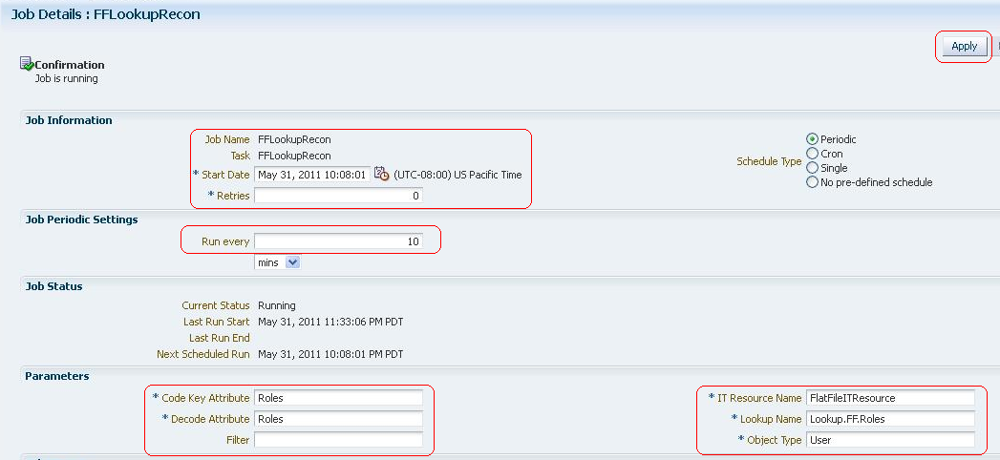 Job Details : FFLookupRecon
Apply
Confirmation
Job is running
Job Information
Job Name FFLookupRecon
Task FFLookupRecon
* Start Date May 31, 2011 10:08:01 (UTC-08:00) US Pacific Time
* Retries 0
Schedule Type Periodic
Cron
Single
No pre-defined schedule
Job Periodic Settings
Run every 10
mins
Job Status
Current Status Running
Last Run Start May 31, 2011 11:33:06 PM PDT
Last Run End
Next Scheduled Run May 31, 2011 10:08:01 PM PDT
Parameters
* Code Key Attribute Roles
* Decode Attribute Roles
Filter
* IT Resource Name FlatFileITResource
* Lookup Name Lookup.FF.Roles
* Object Type User